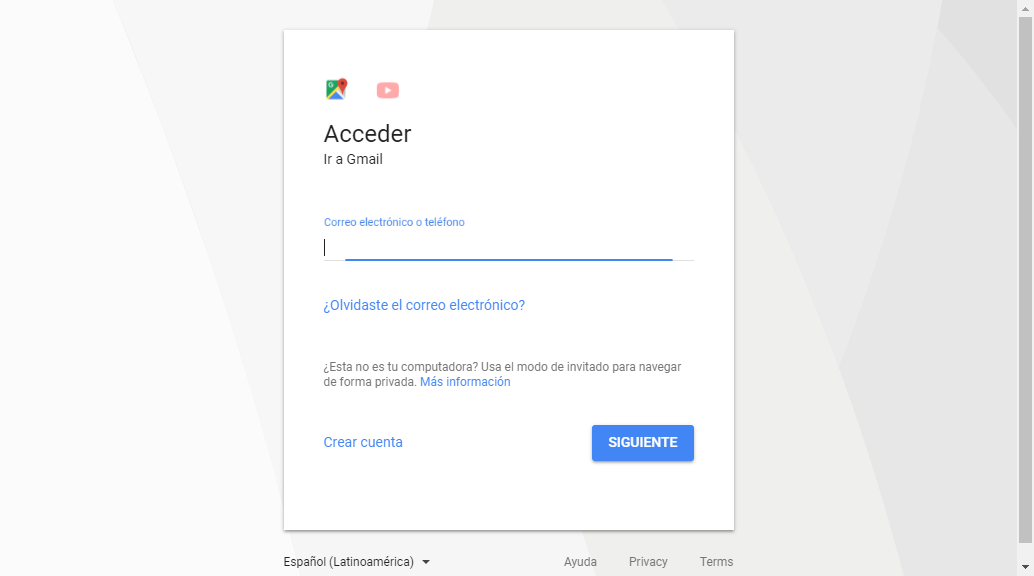 Acceder
Ir a Gmail
Correo electrónico o teléfono
¿Olvidaste el correo electrónico?
¿Esta no es tu computadora? Usa el modo de invitado para navegar
de forma privada. Más información
Crear cuenta
SIGUIENTE
Español (Latinoamérica)
Ayuda
Privacy
Terms